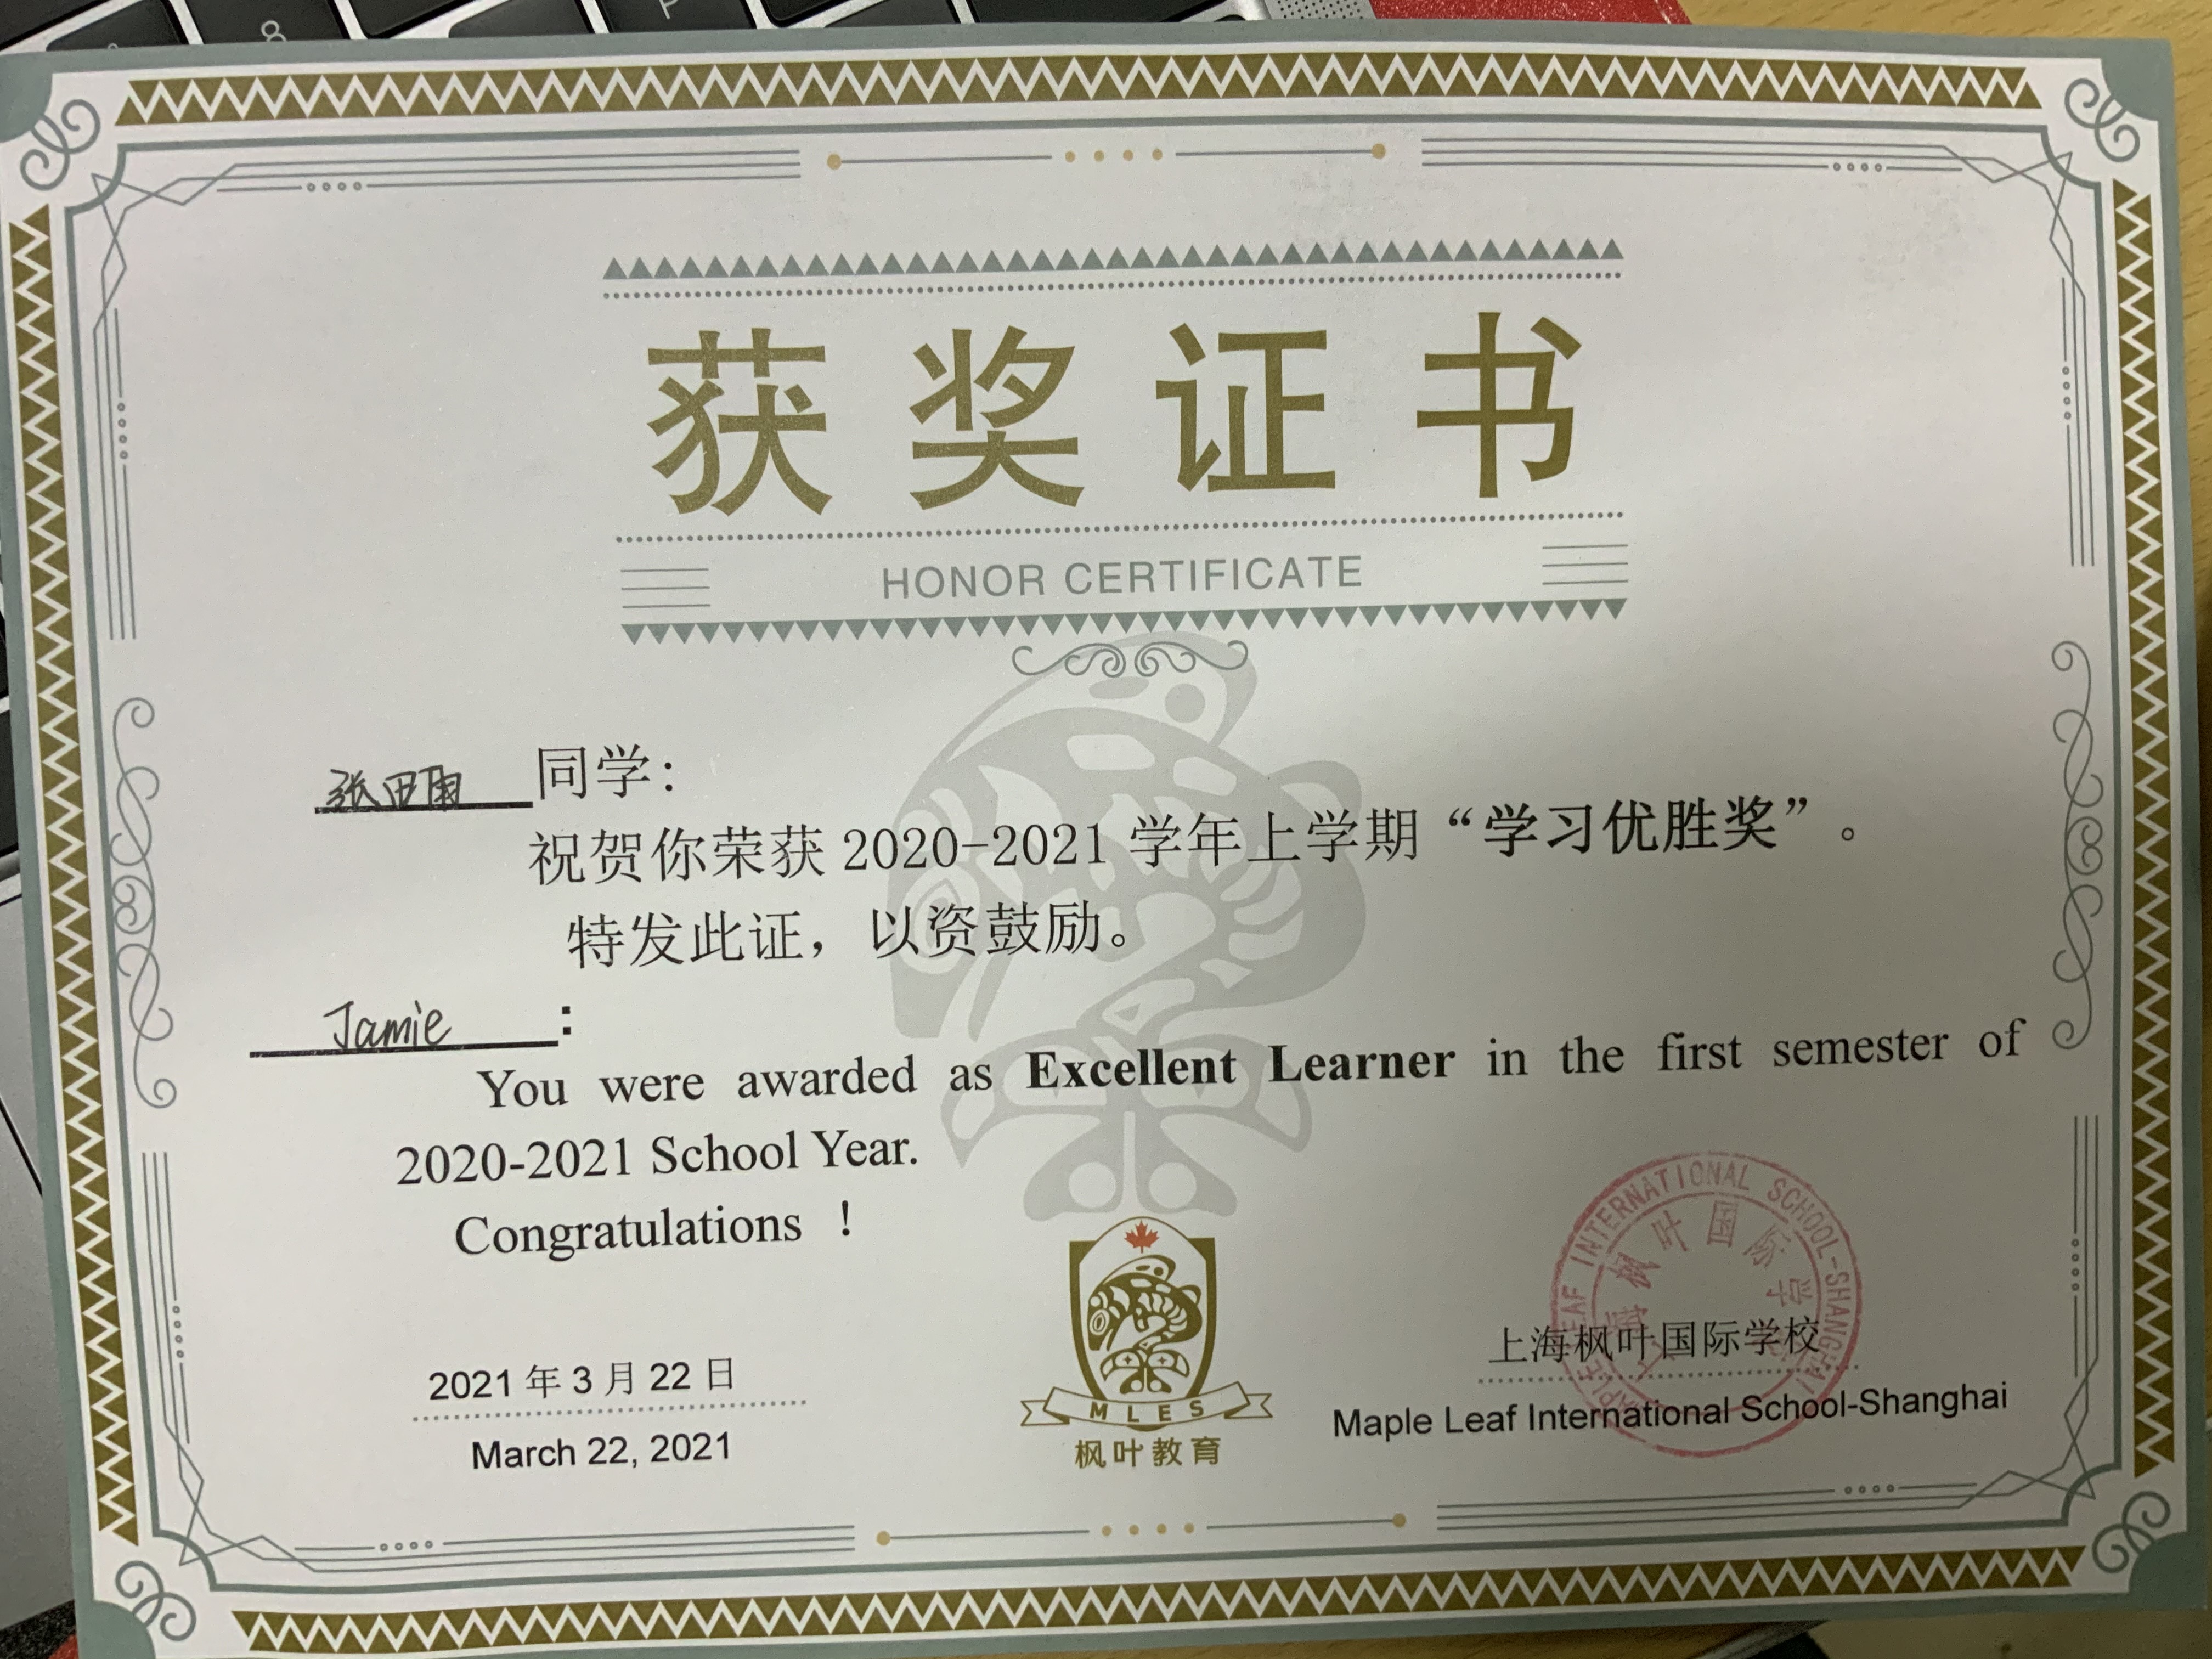 获奖证书
HONOR CERTIFICATE
张田雨 同学：
祝贺你荣获 2020-2021 学年上学期“学习优胜奖”。
特发此证，以资鼓励。
Jamie :
You were awarded as Excellent Learner in the first semester of
2020-2021 School Year.
Congratulations ！
2021 年 3 月 22 日
March 22, 2021
MLES
枫叶教育
上海枫叶国际学校
Maple Leaf International School-Shanghai
MAPLE LEAF INTERNATIONAL SCHOOL-SHANGHAI
上海枫叶国际学校
8